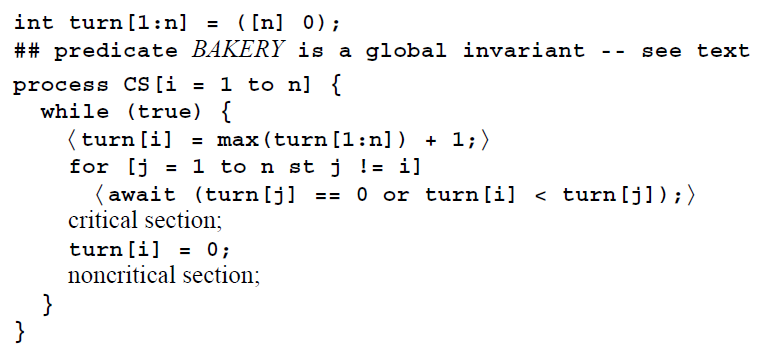 int turn[1:n] = ([n] 0);
## predicate BAKERY is a global invariant -- see text
process CS[i = 1 to n] {
  while (true) {
    ⟨turn[i] = max(turn[1:n]) + 1;⟩
    for [j = 1 to n st j != i]
      ⟨await (turn[j] == 0 or turn[i] < turn[j]);⟩
    critical section;
    turn[i] = 0;
    noncritical section;
  }
}